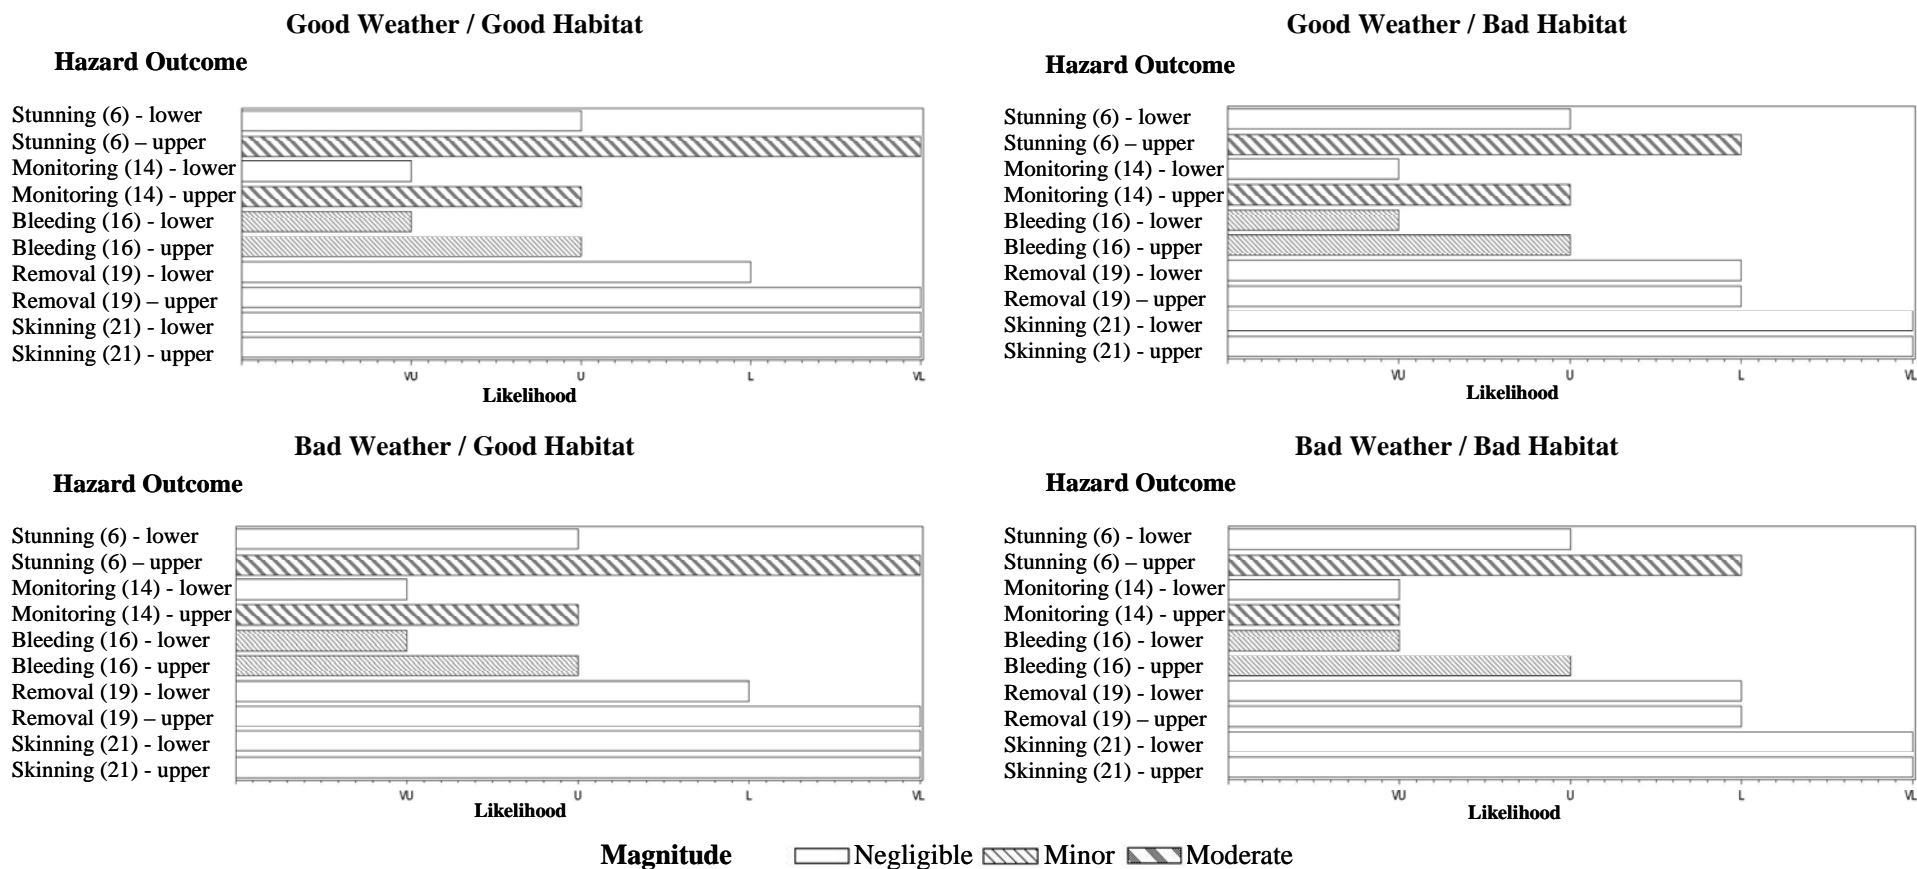 Good Weather / Good Habitat
Hazard Outcome
Stunning (6) - lower
Stunning (6) – upper
Monitoring (14) - lower
Monitoring (14) - upper
Bleeding (16) - lower
Bleeding (16) - upper
Removal (19) - lower
Removal (19) – upper
Skinning (21) - lower
Skinning (21) - upper
VU U L VL
Likelihood
Good Weather / Bad Habitat
Hazard Outcome
Stunning (6) - lower
Stunning (6) – upper
Monitoring (14) - lower
Monitoring (14) - upper
Bleeding (16) - lower
Bleeding (16) - upper
Removal (19) - lower
Removal (19) – upper
Skinning (21) - lower
Skinning (21) - upper
VU U L VL
Likelihood
Bad Weather / Good Habitat
Hazard Outcome
Stunning (6) - lower
Stunning (6) – upper
Monitoring (14) - lower
Monitoring (14) - upper
Bleeding (16) - lower
Bleeding (16) - upper
Removal (19) - lower
Removal (19) – upper
Skinning (21) - lower
Skinning (21) - upper
VU U L VL
Likelihood
Bad Weather / Bad Habitat
Hazard Outcome
Stunning (6) - lower
Stunning (6) – upper
Monitoring (14) - lower
Monitoring (14) - upper
Bleeding (16) - lower
Bleeding (16) - upper
Removal (19) - lower
Removal (19) – upper
Skinning (21) - lower
Skinning (21) - upper
VU U L VL
Likelihood
Magnitude Negligible Minor Moderate